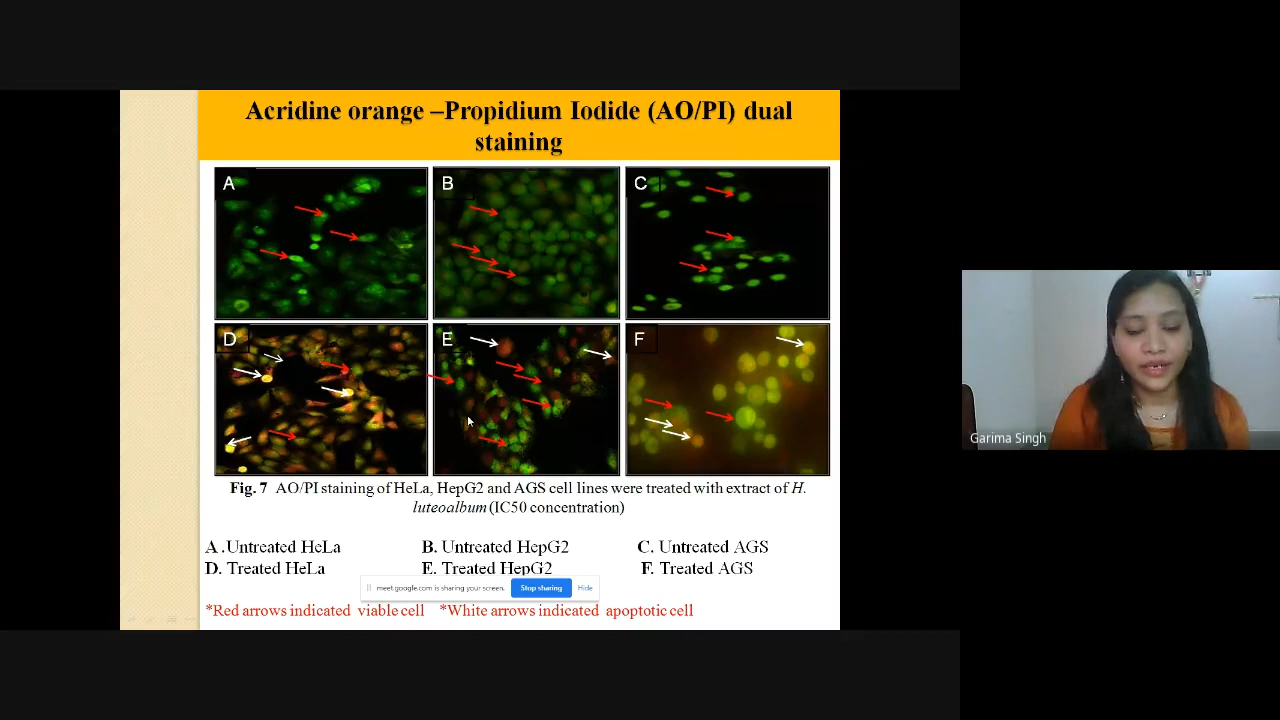 Acridine orange –Propidium Iodide (AO/PI) dual
staining
A
B
C
D
E
F
Fig. 7 AO/PI staining of HeLa, HepG2 and AGS cell lines were treated with extract of H.
luteoalbum (IC50 concentration)
A .Untreated HeLa B. Untreated HepG2 C. Untreated AGS
D. Treated HeLa E. Treated HepG2 F. Treated AGS
meet.google.com is sharing your screen. Stop sharing Hide
*Red arrows indicated viable cell *White arrows indicated apoptotic cell
Garima Singh